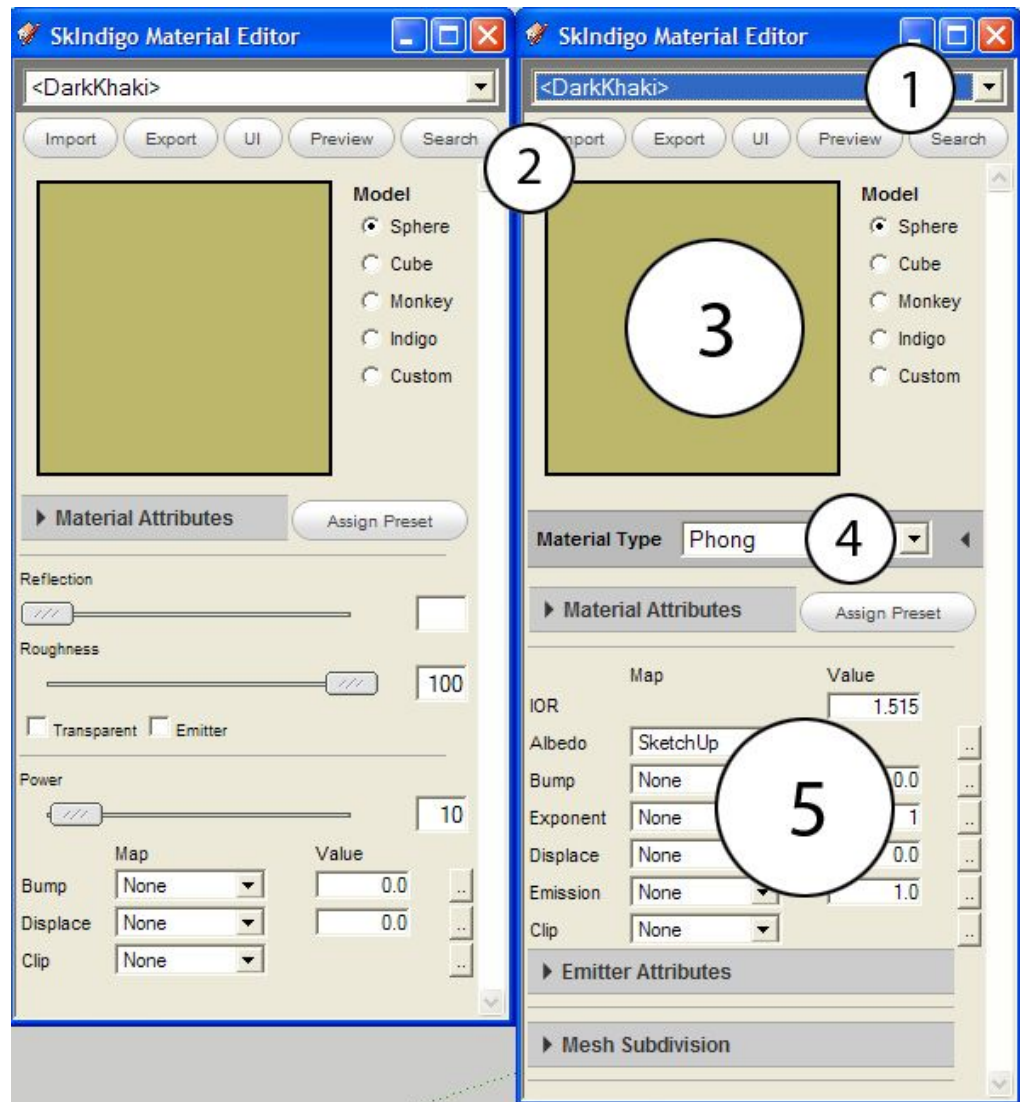 SkIndigo Material Editor
<DarkKhaki>
Import Export UI Preview Search
Model
Sphere
Cube
Monkey
Indigo
Custom
Material Attributes
Assign Preset
Reflection
Roughness
100
Transparent Emitter
Power
10
Map Value
Bump None 0.0 ..
Displace None 0.0 ..
Clip None ..
SkIndigo Material Editor
<DarkKhaki>
1
2
port Export UI Preview Search
Model
Sphere
Cube
Monkey
Indigo
Custom
3
Material Type Phong
4
Material Attributes
Assign Preset
Map Value
IOR 1.515
Albedo SketchUp ..
Bump None 0.0 ..
5
Exponent None 1 ..
Displace None 0.0 ..
Emission None 1.0 ..
Clip None ..
Emitter Attributes
Mesh Subdivision